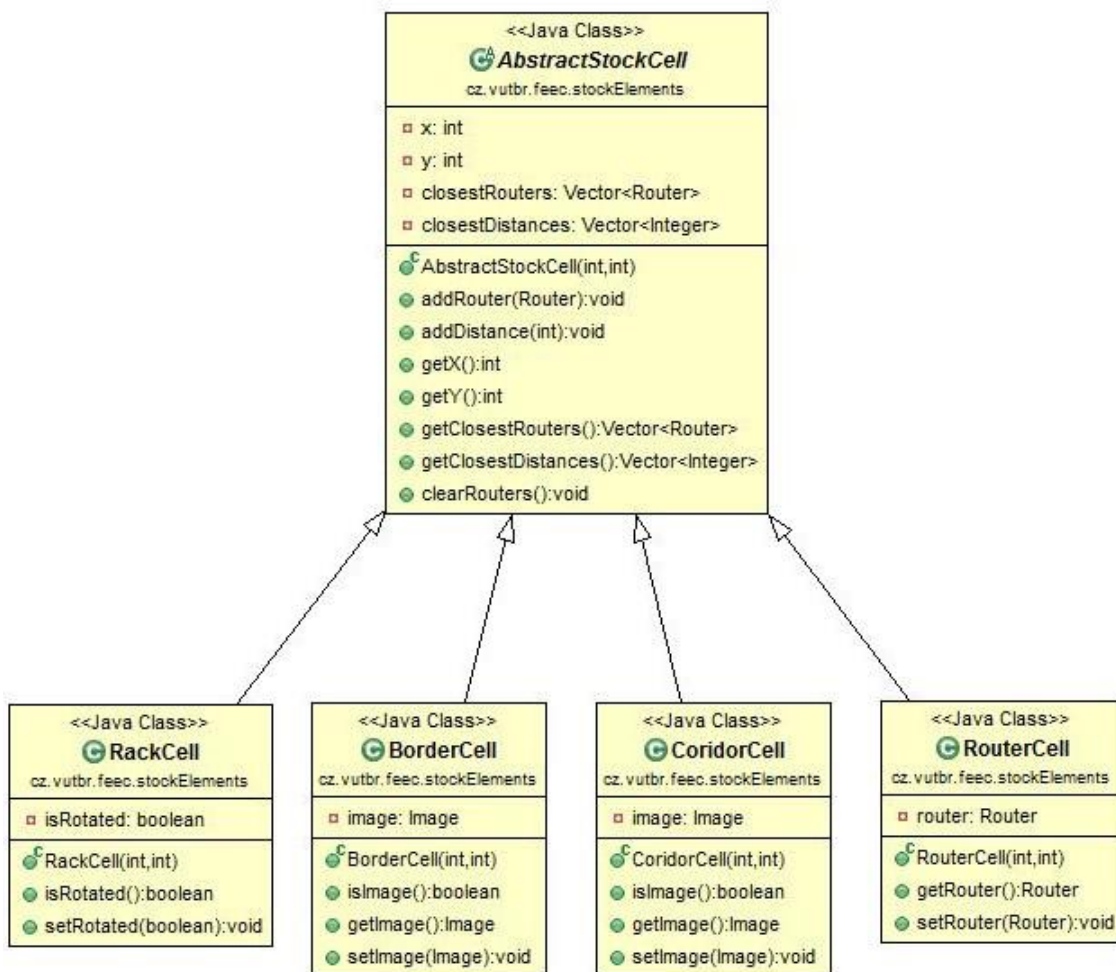 <<Java Class>>
AbstractStockCell
cz.vutbr.feec.stockElements
x: int
y: int
closestRouters: Vector<Router>
closestDistances: Vector<Integer>
AbstractStockCell(int,int)
addRouter(Router):void
addDistance(int):void
getX():int
getY():int
getClosestRouters():Vector<Router>
getClosestDistances():Vector<Integer>
clearRouters():void
<<Java Class>>
RackCell
cz.vutbr.feec.stockElements
isRotated: boolean
RackCell(int,int)
isRotated():boolean
setRotated(boolean):void
<<Java Class>>
BorderCell
cz.vutbr.feec.stockElements
image: Image
BorderCell(int,int)
isImage():boolean
getImage():Image
setImage(Image):void
<<Java Class>>
CoridorCell
cz.vutbr.feec.stockElements
image: Image
CoridorCell(int,int)
isImage():boolean
getImage():Image
setImage(Image):void
<<Java Class>>
RouterCell
cz.vutbr.feec.stockElements
router: Router
RouterCell(int,int)
getRouter():Router
setRouter(Router):void